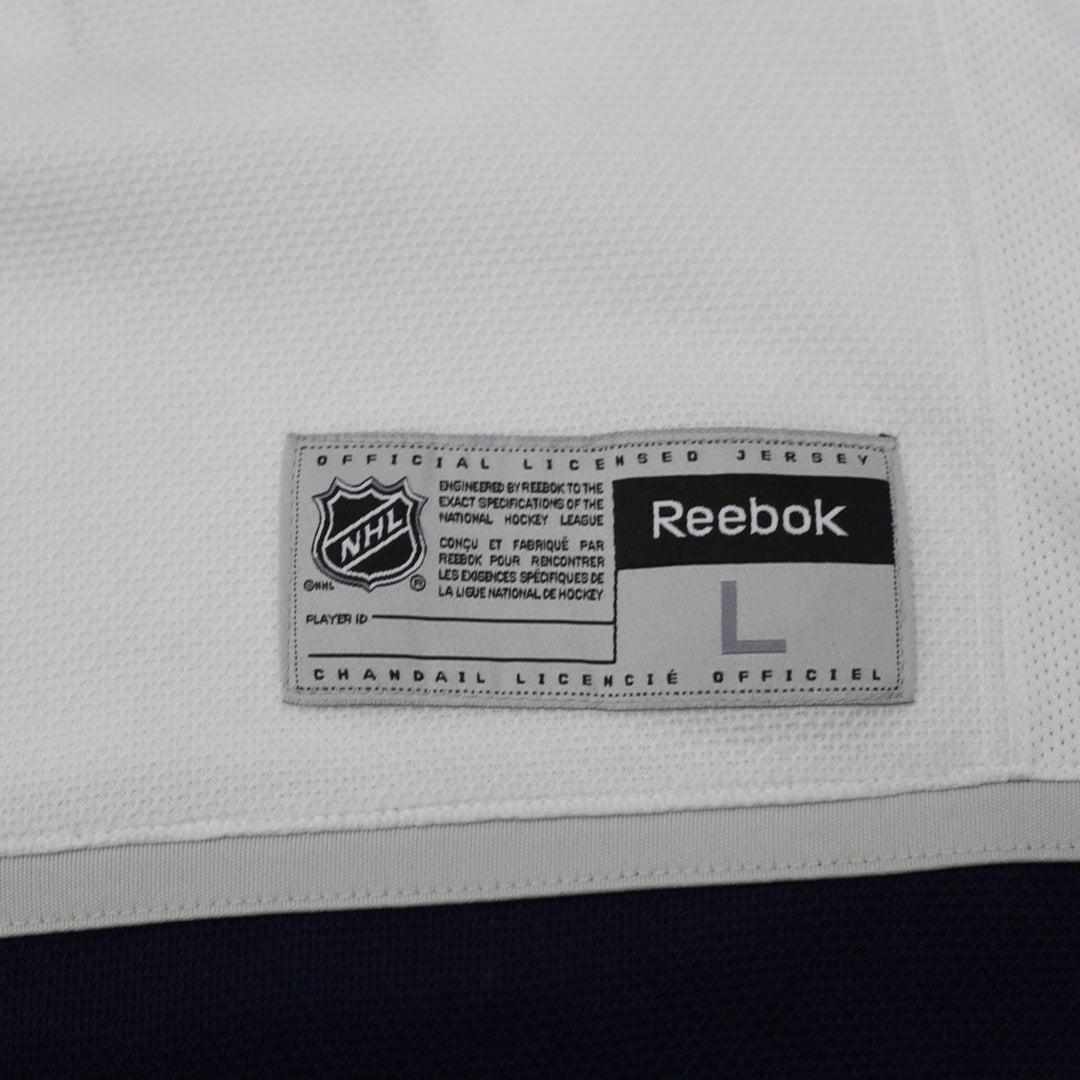 OFFICIAL LICENSED JERSEY
NHL
©NHL
®
ENGINEERED BY REEBOK TO THE
EXACT SPECIFICATIONS OF THE
NATIONAL HOCKEY LEAGUE
CONÇU ET FABRIQUÉ PAR
REEBOK POUR RENCONTRER
LES EXIGENCES SPÉCIFIQUES DE
LA LIGUE NATIONAL DE HOCKEY
Reebok
L
PLAYER ID
CHANDAIL LICENCIÉ OFFICIEL